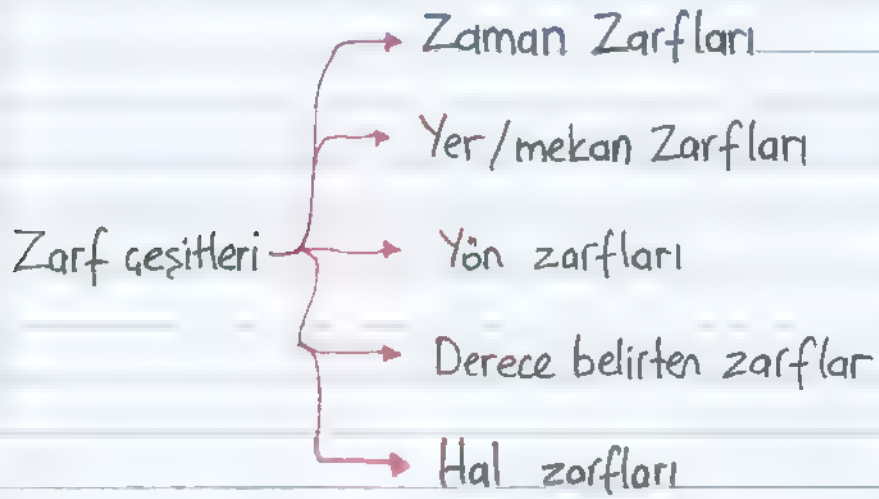 Zaman Zarfları
Yer/mekan Zarfları
Zarf çeşitleri
Yön zarfları
Derece belirten zarflar
Hal zarfları